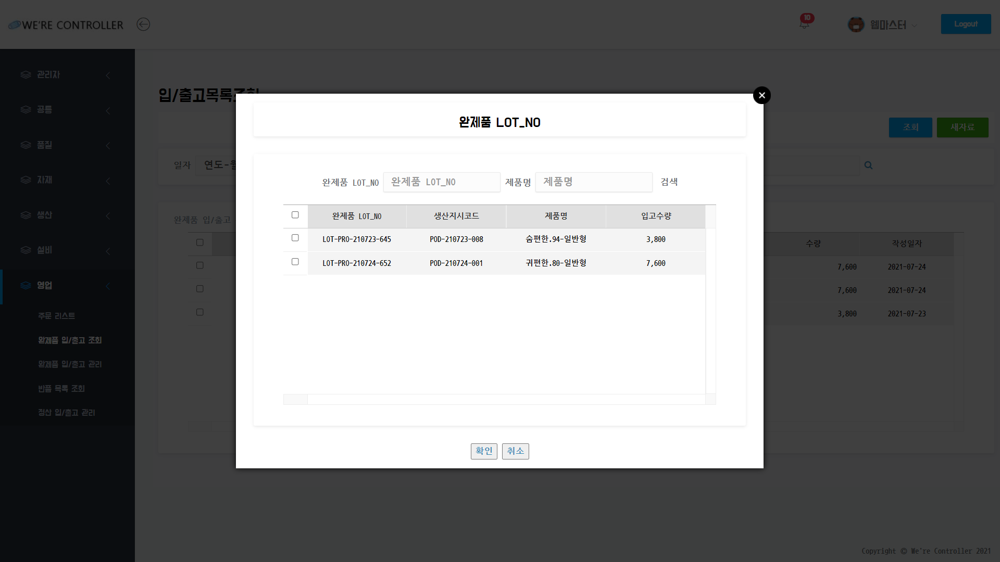 WE'RE CONTROLLER
10
웹마스터
Logout
관리자
공통
품질
자재
생산
설비
영업
주문 리스트
완제품 입/출고 조회
완제품 입/출고 관리
반품 목록 조회
정산 입/출고 관리
입/출고목록조회
조회
새자료
일자
연도-월
완제품 입/출고
수량
작성일자
7,600
2021-07-24
7,600
2021-07-24
3,800
2021-07-23
완제품 LOT_NO
완제품 LOT_NO
완제품 LOT_NO
제품명
제품명
검색
완제품 LOT_NO
생산지시코드
제품명
입고수량
LOT-PRO-210723-645
POD-210723-008
숨편한.94-일반형
3,800
LOT-PRO-210724-652
POD-210724-001
귀편한.80-일반형
7,600
확인
취소
Copyright © We're Controller 2021